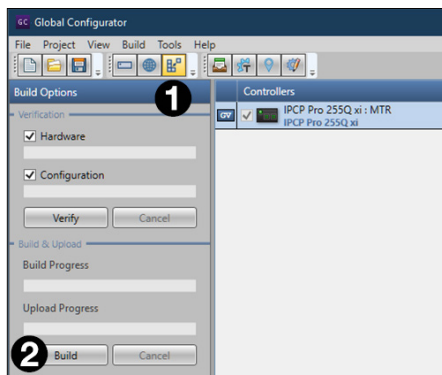 GC Global Configurator
File Project View Build Tools Help
1
Build Options
Controllers
Verification
GV IPCP Pro 255Q xi : MTR
IPCP Pro 255Q xi
Hardware
Configuration
Verify Cancel
Build & Upload
Build Progress
Upload Progress
2 Build Cancel